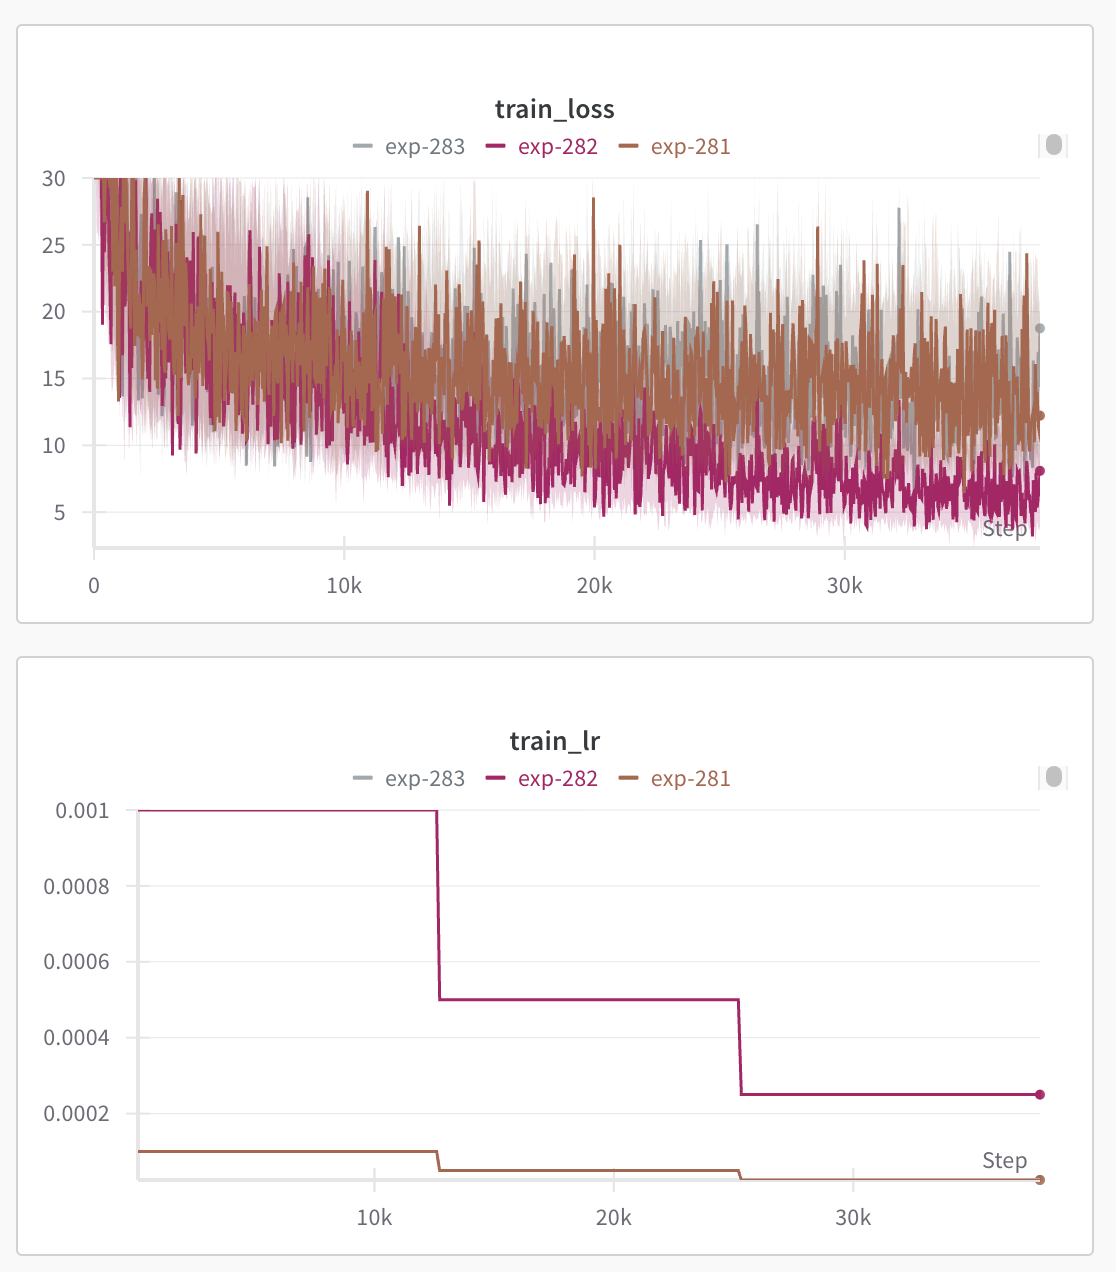 train_loss
exp-283 exp-282 exp-281
30
25
20
15
10
5
Step
0 10k 20k 30k
train_lr
exp-283 exp-282 exp-281
0.001
0.0008
0.0006
0.0004
0.0002
Step
10k 20k 30k